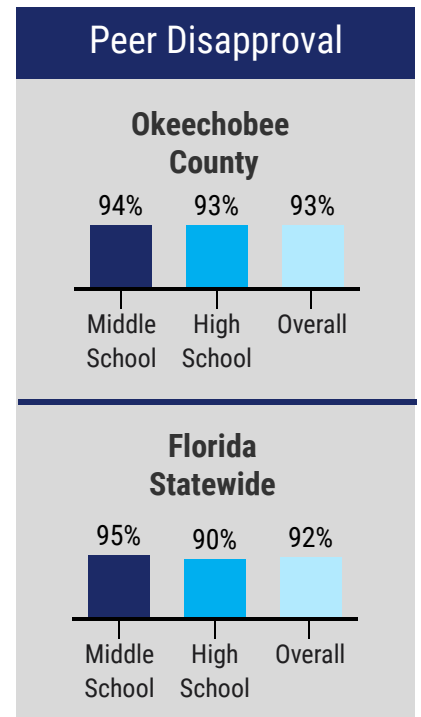 Peer Disapproval
Okeechobee
County
94% 93% 93%
Middle High Overall
School School
Florida
Statewide
95% 90% 92%
Middle High Overall
School School